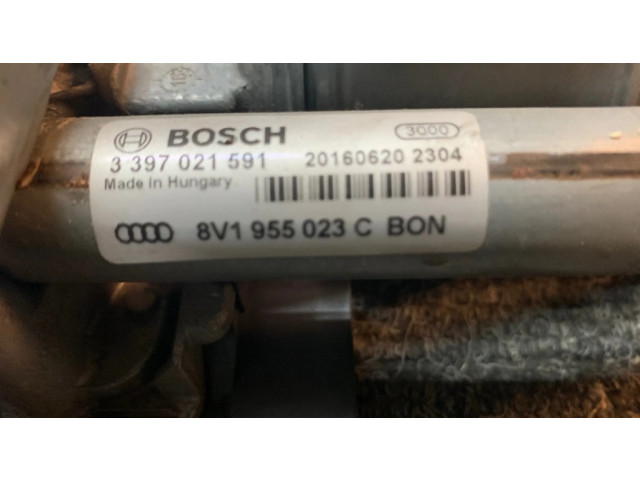 BOSCH 3000
3 397 021 591 20160620 2304
Made In Hungary
8V1 955 023 C BON